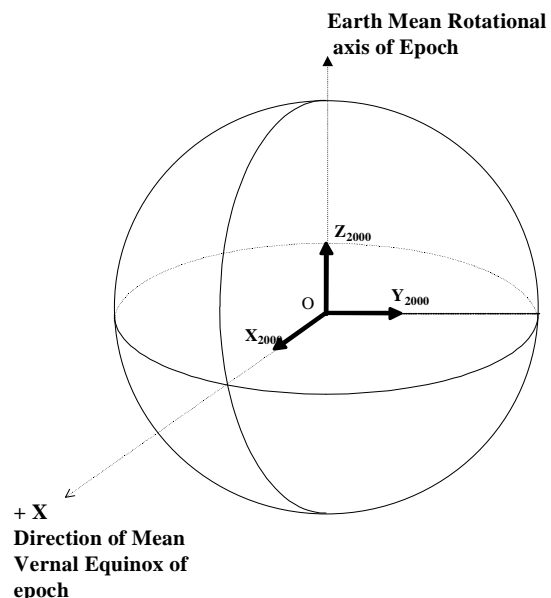 Earth Mean Rotational
axis of Epoch
Z₂₀₀₀
O
Y₂₀₀₀
X₂₀₀₀
+ X
Direction of Mean
Vernal Equinox of
epoch